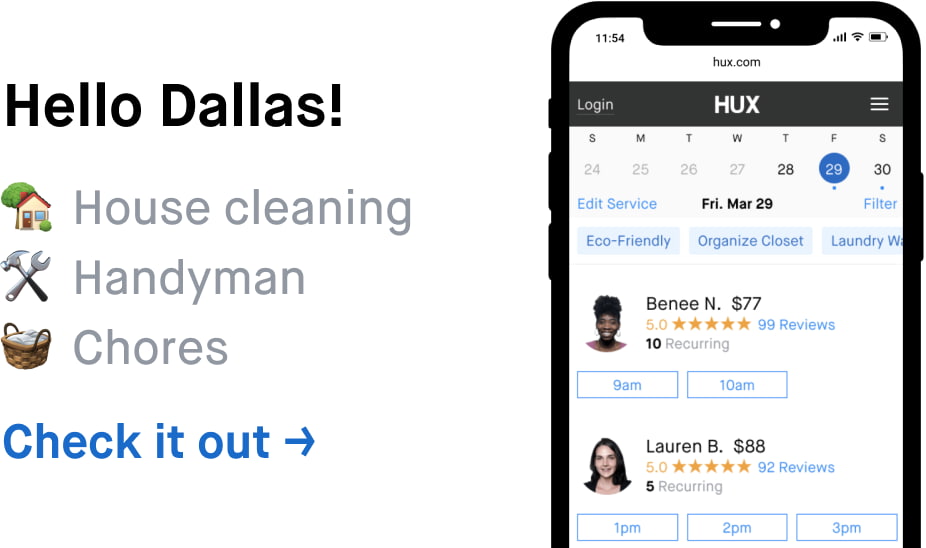 Hello Dallas!
House cleaning
Handyman
Chores
Check it out →
11:54
hux.com
Login HUX
S M T W T F S
24 25 26 27 28 29 30
Edit Service Fri. Mar 29 Filter
Eco-Friendly Organize Closet Laundry
Benee N. $77
5.0 ★★★★★ 99 Reviews
10 Recurring
9am 10am
Lauren B. $88
5.0 ★★★★★ 92 Reviews
5 Recurring
1pm 2pm 3pm